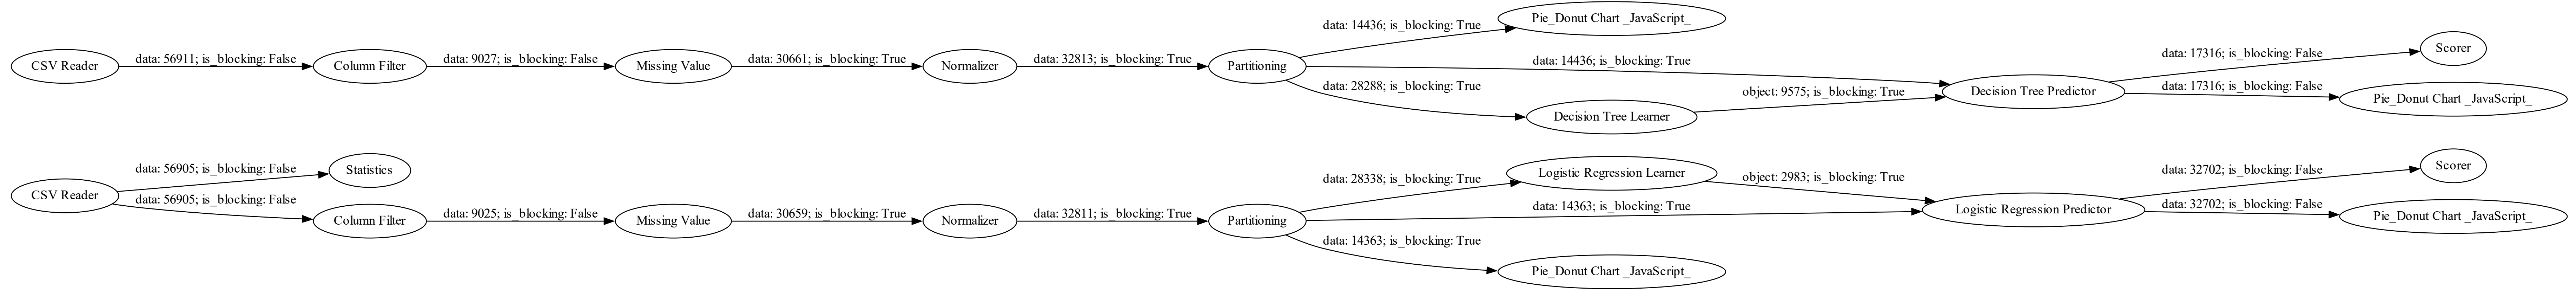 CSV Reader
data: 56911; is_blocking: False
Column Filter
data: 9027; is_blocking: False
Missing Value
data: 30661; is_blocking: True
Normalizer
data: 32813; is_blocking: True
Partitioning
data: 14436; is_blocking: True
Pie_Donut Chart _JavaScript_
data: 14436; is_blocking: True
data: 28288; is_blocking: True
Decision Tree Learner
object: 9575; is_blocking: True
Decision Tree Predictor
data: 17316; is_blocking: False
Scorer
data: 17316; is_blocking: False
Pie_Donut Chart _JavaScript_
CSV Reader
data: 56905; is_blocking: False
Statistics
data: 56905; is_blocking: False
Column Filter
data: 9025; is_blocking: False
Missing Value
data: 30659; is_blocking: True
Normalizer
data: 32811; is_blocking: True
Partitioning
data: 28338; is_blocking: True
Logistic Regression Learner
object: 2983; is_blocking: True
data: 14363; is_blocking: True
Logistic Regression Predictor
data: 14363; is_blocking: True
Pie_Donut Chart _JavaScript_
data: 32702; is_blocking: False
Scorer
data: 32702; is_blocking: False
Pie_Donut Chart _JavaScript_